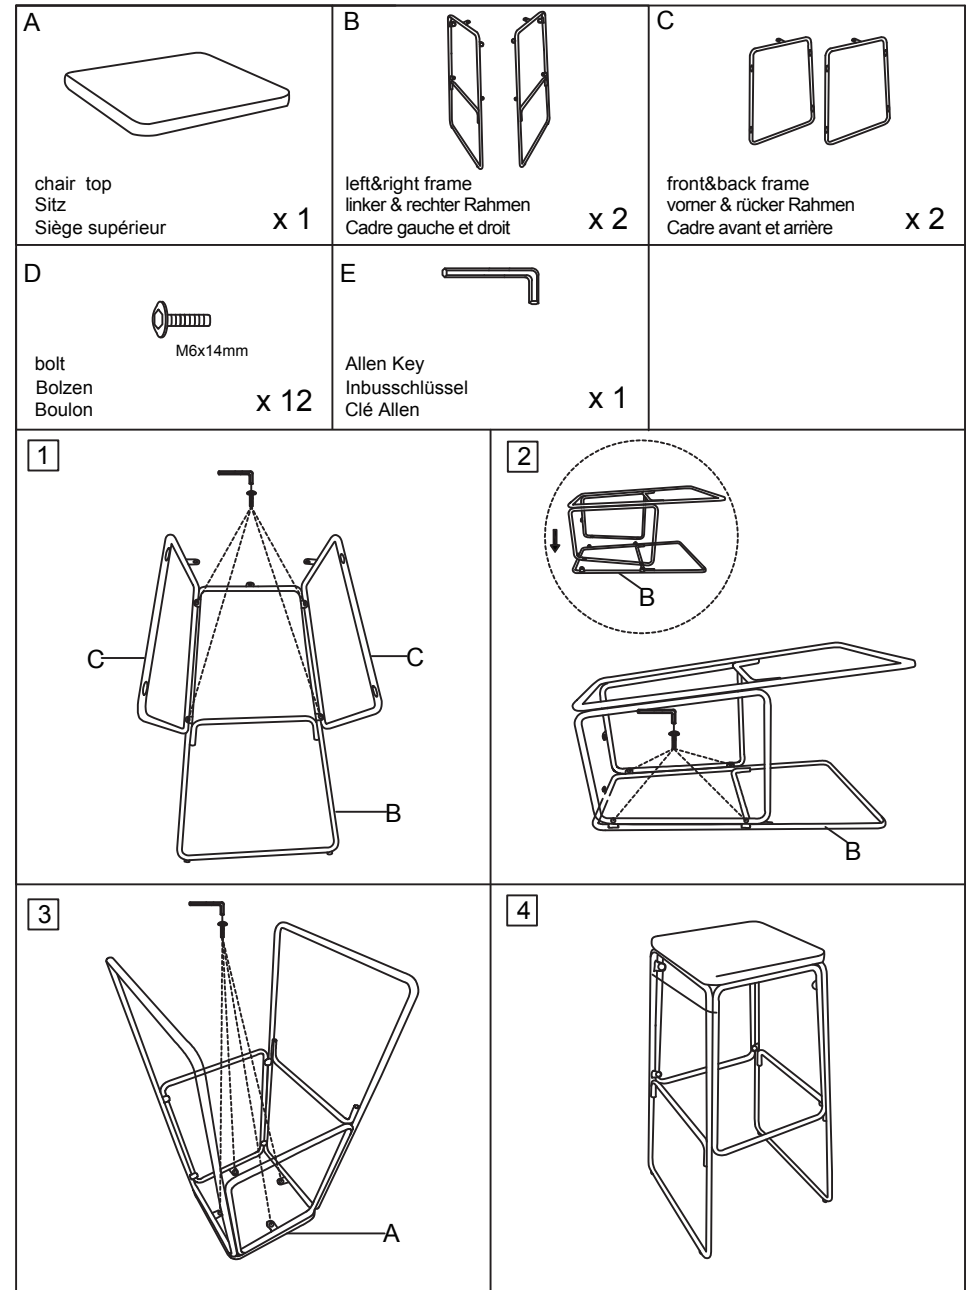 A
chair top
Sitz
Siège supérieur
x 1
B
left&right frame
linker & rechter Rahmen
Cadre gauche et droit
x 2
C
front&back frame
vorner & rücker Rahmen
Cadre avant et arrière
x 2
D
M6x14mm
bolt
Bolzen
Boulon
x 12
E
Allen Key
Inbusschlüssel
Clé Allen
x 1
1
C
C
B
2
B
B
3
A
4